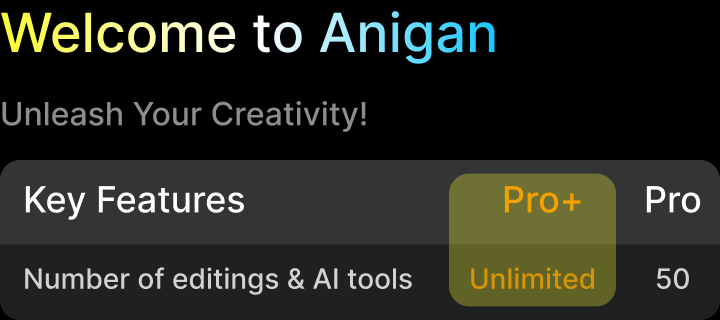 Welcome to Anigan
Unleash Your Creativity!
Key Features Pro+ Pro
Number of editings & AI tools Unlimited 50